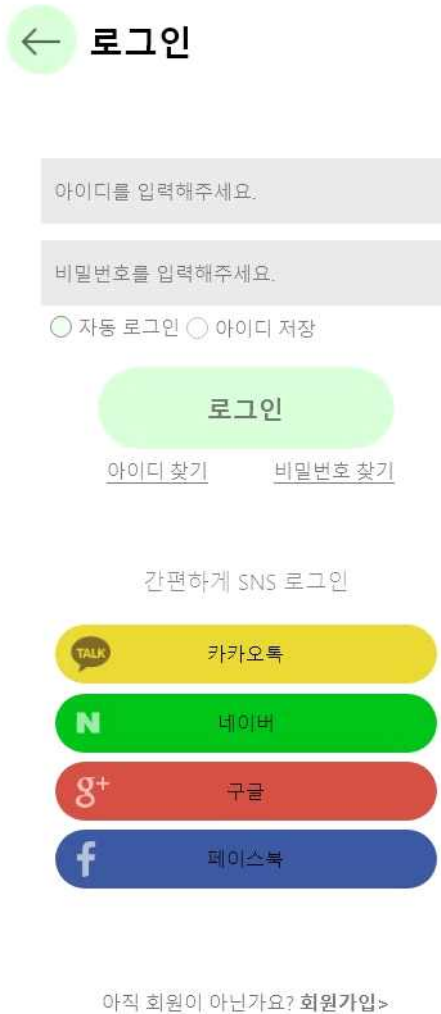 로그인
아이디를 입력해주세요.
비밀번호를 입력해주세요.
자동 로그인 아이디 저장
로그인
아이디 찾기 비밀번호 찾기
간편하게 SNS 로그인
TALK 카카오톡
N 네이버
g+ 구글
f 페이스북
아직 회원이 아닌가요? 회원가입>